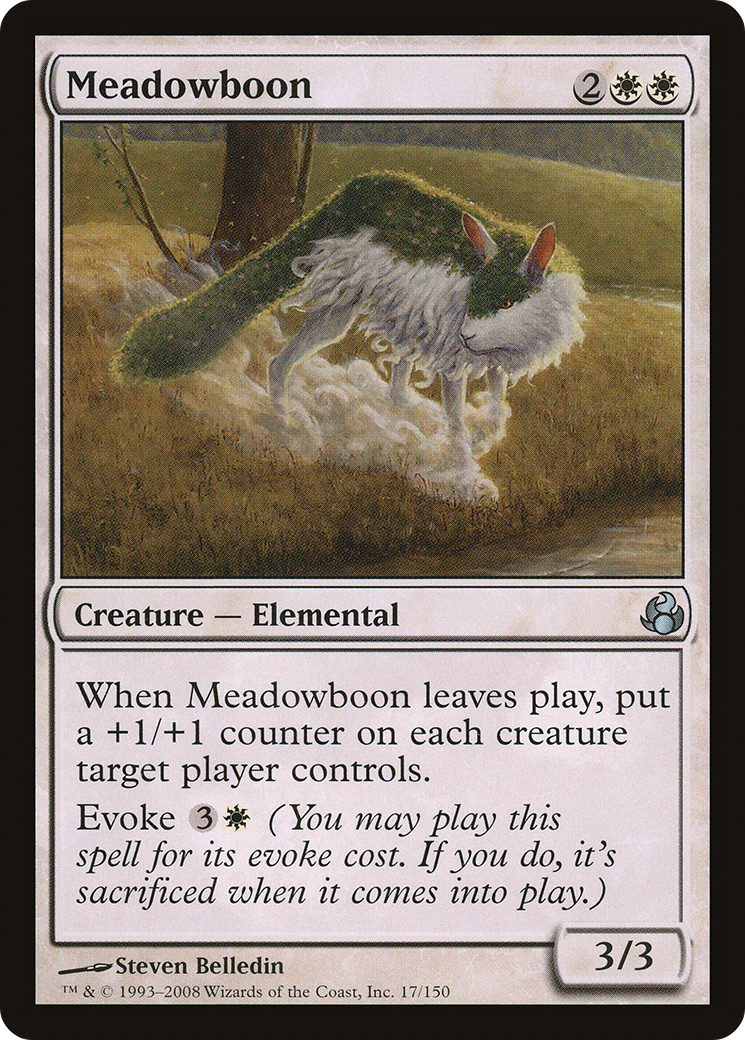 Meadowboon 2
Creature — Elemental
When Meadowboon leaves play, put
a +1/+1 counter on each creature
target player controls.
Evoke 3 (You may play this
spell for its evoke cost. If you do, it's
sacrificed when it comes into play.)
3/3
Steven Belledin
™ & © 1993–2008 Wizards of the Coast, Inc. 17/150